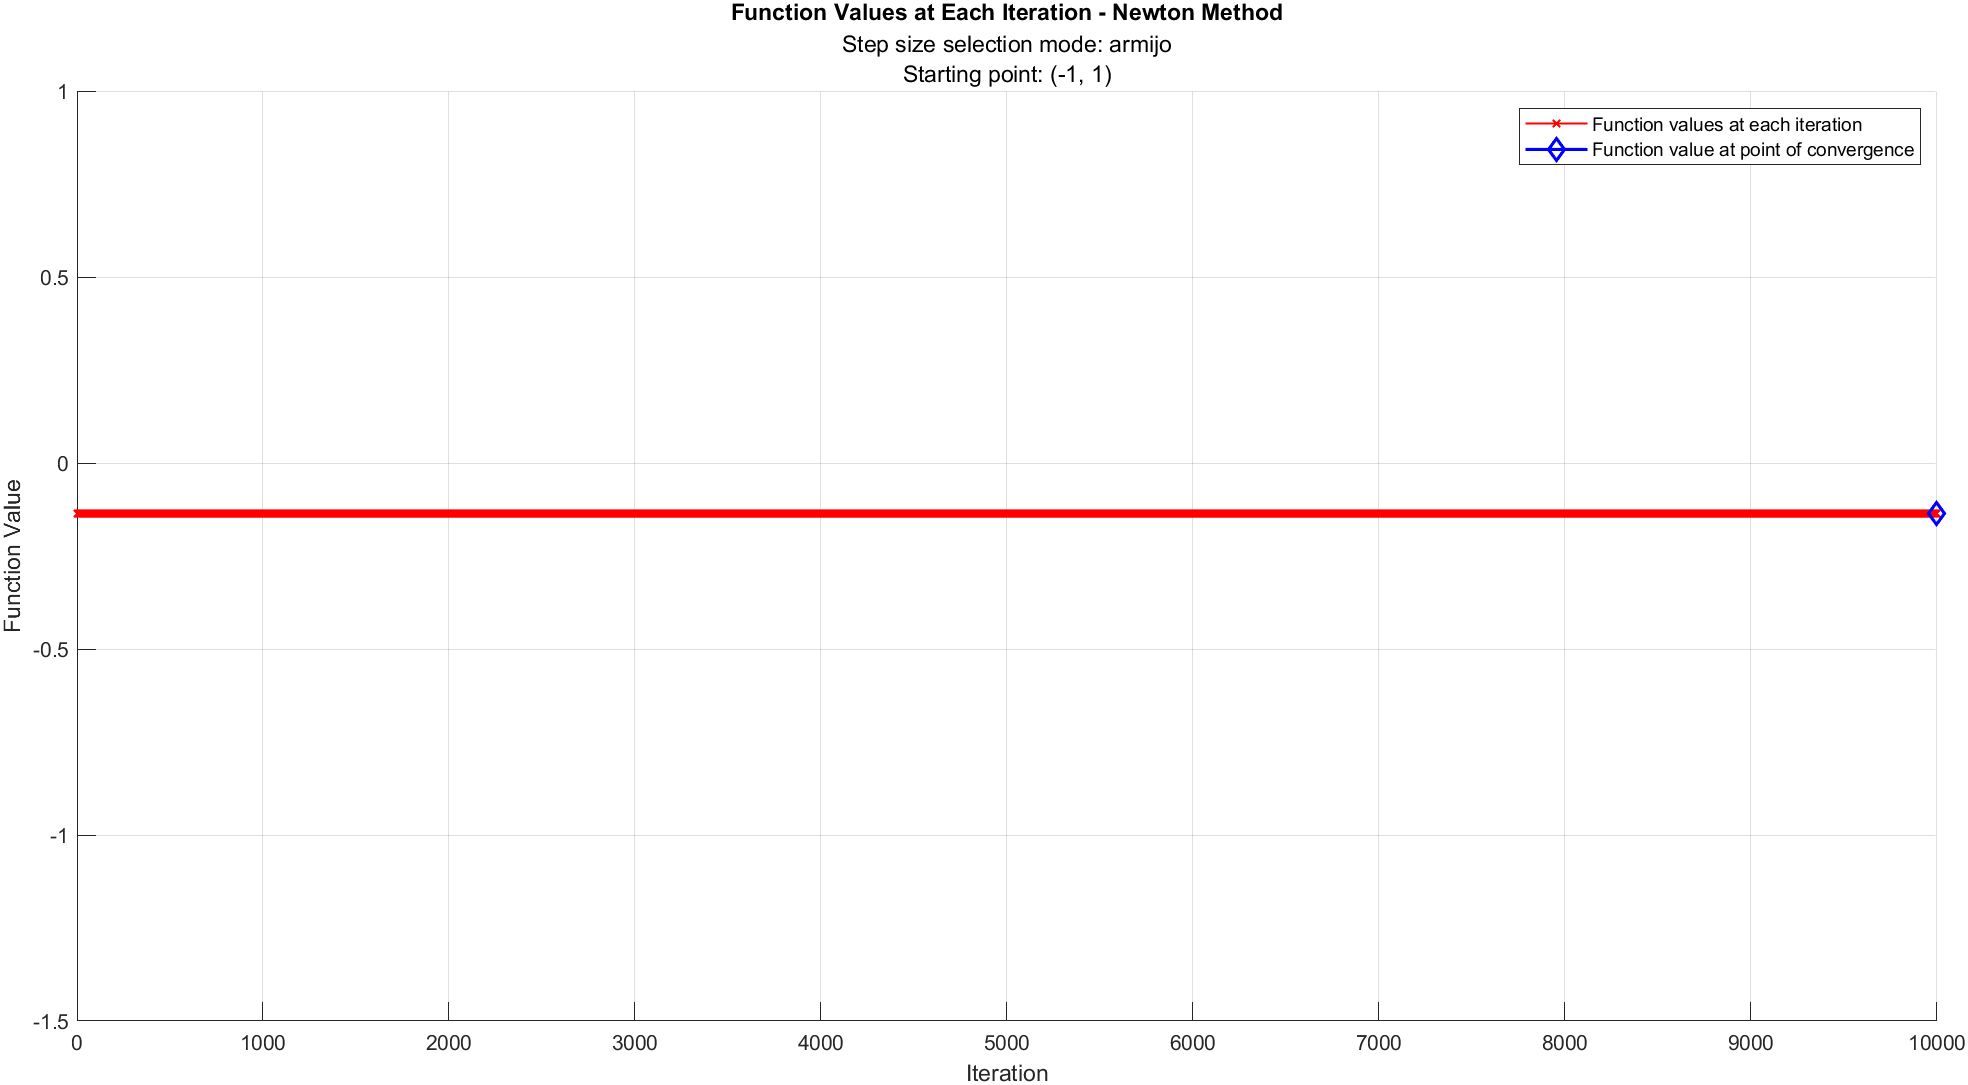 Function Values at Each Iteration - Newton Method
Step size selection mode: armijo
Starting point: (-1, 1)
Function values at each iteration
Function value at point of convergence
1
0.5
0
-0.5
-1
-1.5
Function Value
0 1000 2000 3000 4000 5000 6000 7000 8000 9000 10000
Iteration